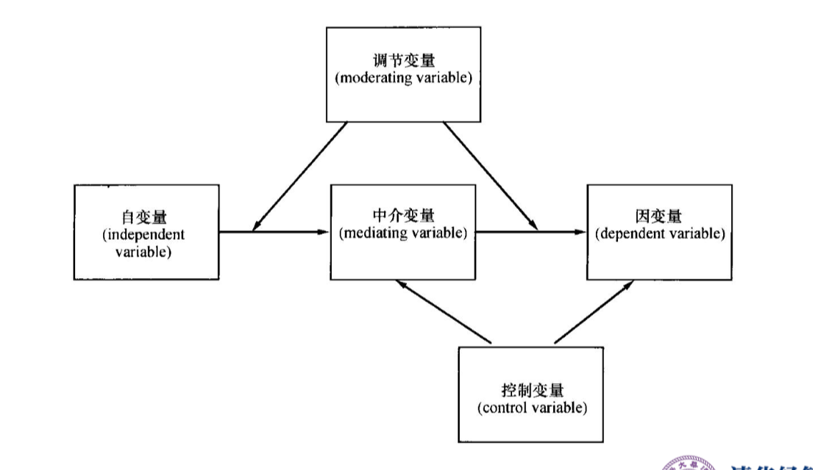 调节变量
(moderating variable)
自变量
(independent
variable)
中介变量
(mediating variable)
因变量
(dependent variable)
控制变量
(control variable)